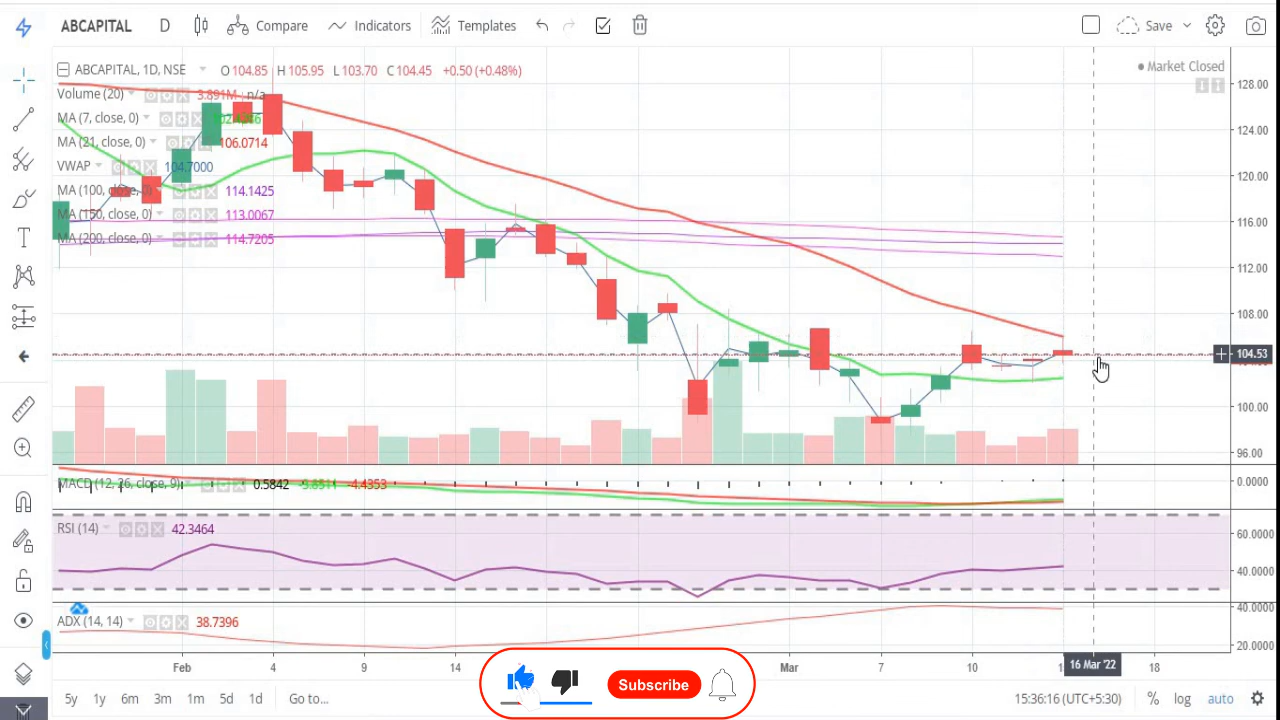 ABCAPITAL D Compare Indicators Templates Save
ABCAPITAL, 1D, NSE O 104.85 H 105.95 L 103.70 C 104.45 +0.50 (+0.48%)
Market Closed
Volume (20) 3.891M n/a
MA (7, close, 0)
MA (21, close, 0) 106.0714
VWAP 104.7000
MA (100, close, 0) 114.1425
MA (150, close, 0) 113.0067
MA (200, close, 0) 114.7205
128.00
124.00
120.00
116.00
112.00
108.00
104.53
100.00
96.00
MACD (12, 26, close, 9) 0.5842 -4.4353
0.0000
RSI (14) 42.3464
60.0000
40.0000
ADX (14, 14) 38.7396
40.0000
20.0000
Feb 4 9 14 Mar 7 10 16 Mar '22 18
5y 1y 6m 3m 1m 5d 1d Go to...
Subscribe
15:36:16 (UTC+5:30) % log auto